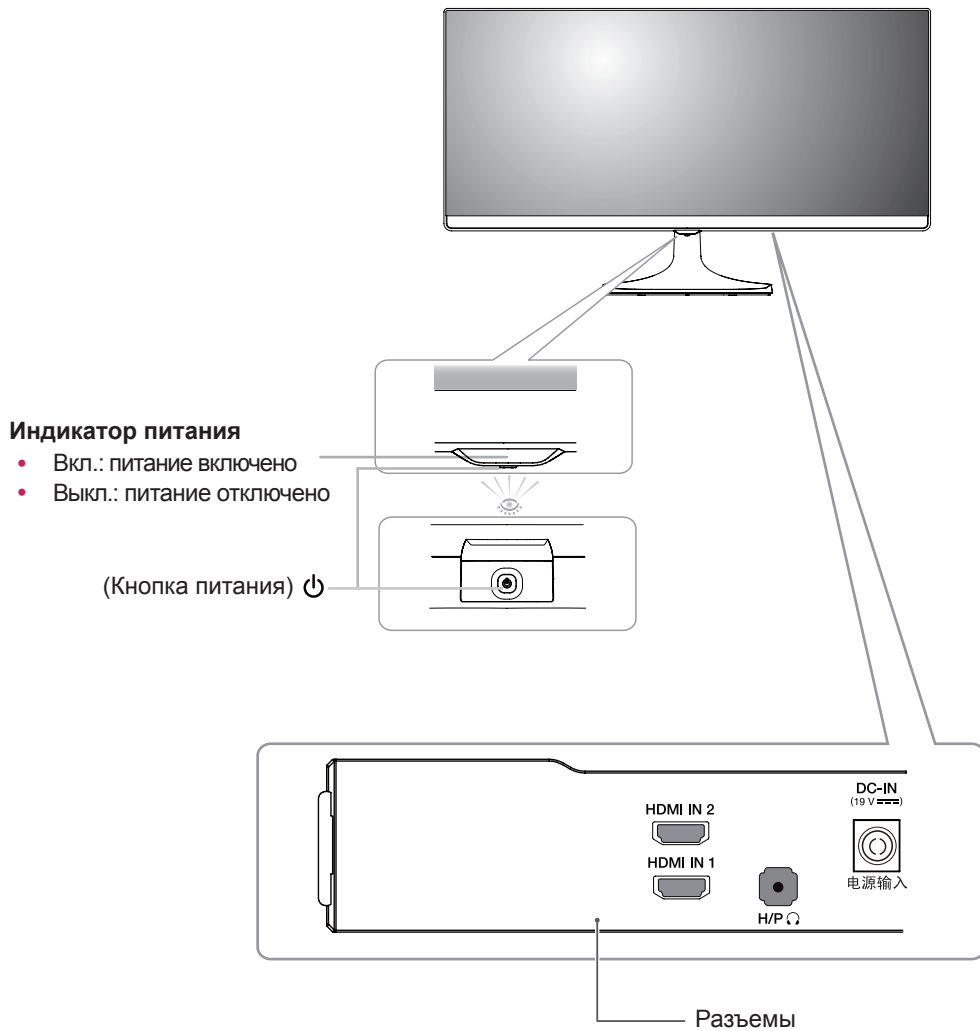 Индикатор питания
• Вкл.: питание включено
• Выкл.: питание отключено
(Кнопка питания)
DC-IN
(19 V)
HDMI IN 2
HDMI IN 1
电源输入
H/P
Разъемы